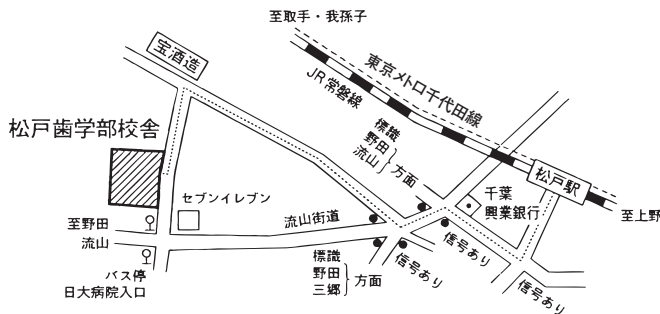 至取手・我孫子
宝酒造
東京メトロ千代田線
JR常磐線
松戸歯学部校舎
標識
野田
流山
方面
松戸駅
千葉
興業銀行
至上野
セブンイレブン
流山街道
至野田
流山
信号あり
標識
野田
三郷
方面
信号あり
信号あり
バス停
日大病院入口